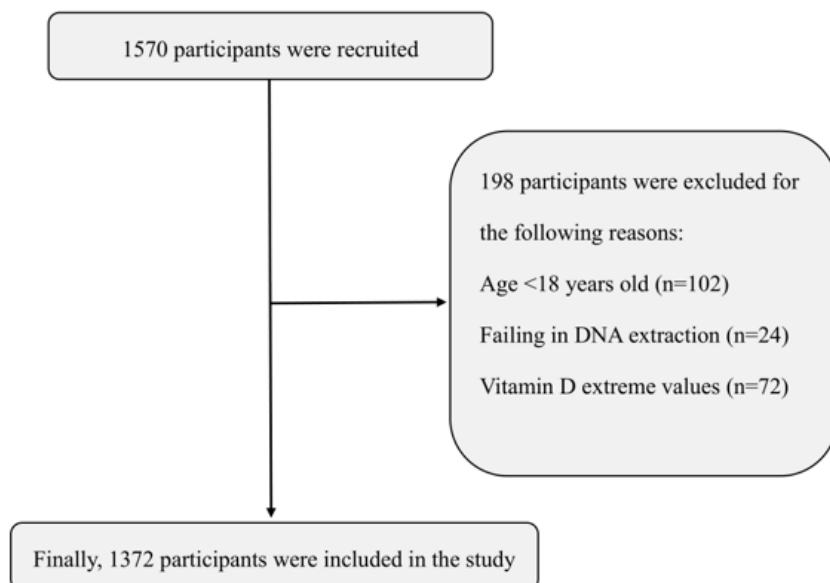 1570 participants were recruited
198 participants were excluded for
the following reasons:
Age <18 years old (n=102)
Failing in DNA extraction (n=24)
Vitamin D extreme values (n=72)
Finally, 1372 participants were included in the study